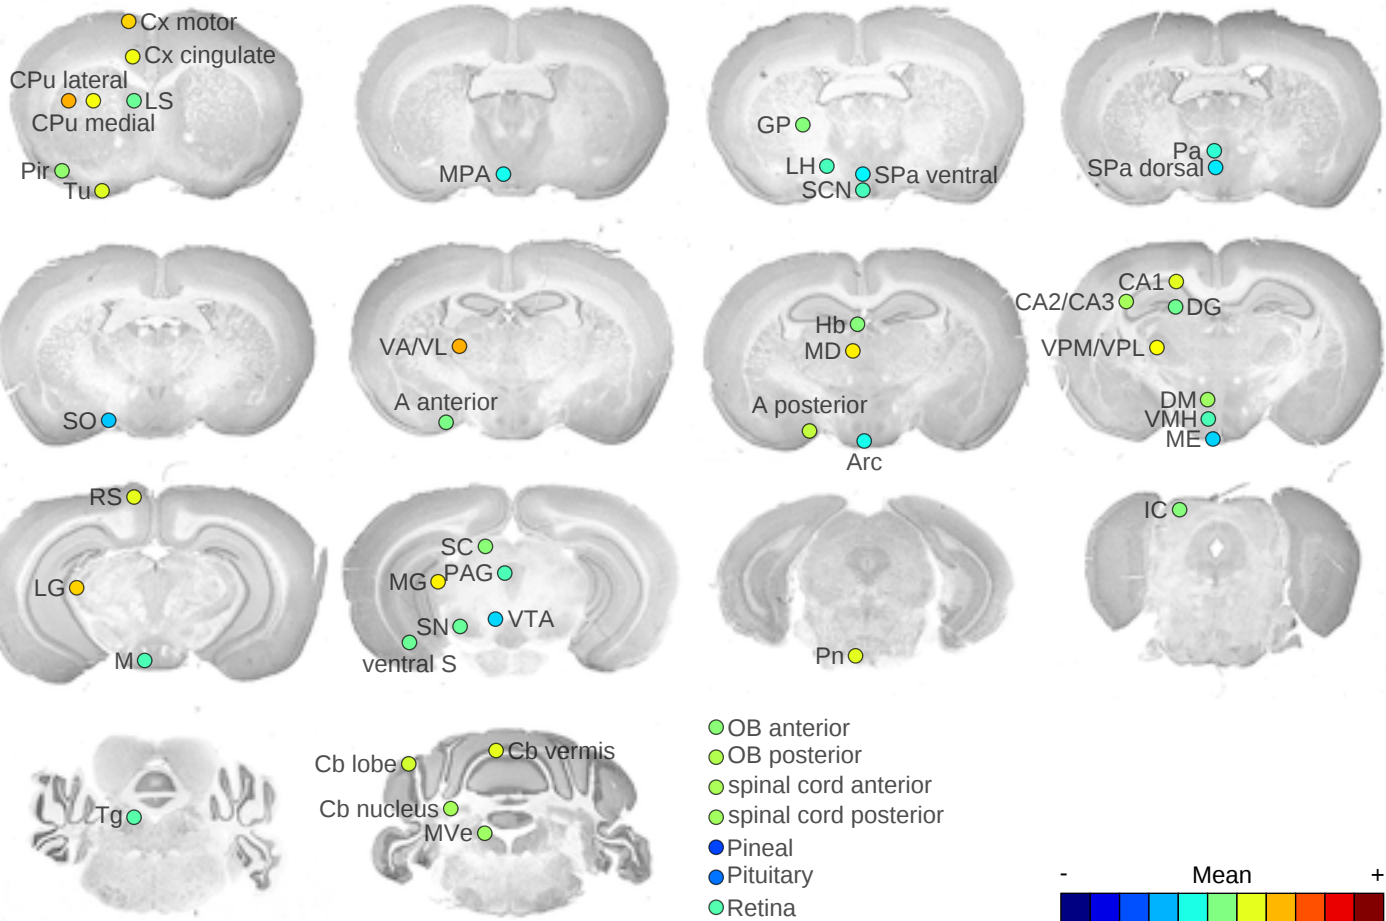 Cx motor
Cx cingulate
CPu lateral
LS
CPu medial
Pir
Tu
MPA
GP
LH
SPa ventral
SCN
Pa
SPa dorsal
SO
VA/VL
A anterior
Hb
MD
A posterior
Arc
CA1
CA2/CA3
DG
VPM/VPL
DM
VMH
ME
RS
LG
M
SC
MG
PAG
SN
VTA
ventral S
Pn
IC
Tg
Cb lobe
Cb vermis
Cb nucleus
MVe
OB anterior
OB posterior
spinal cord anterior
spinal cord posterior
Pineal
Pituitary
Retina
- Mean +